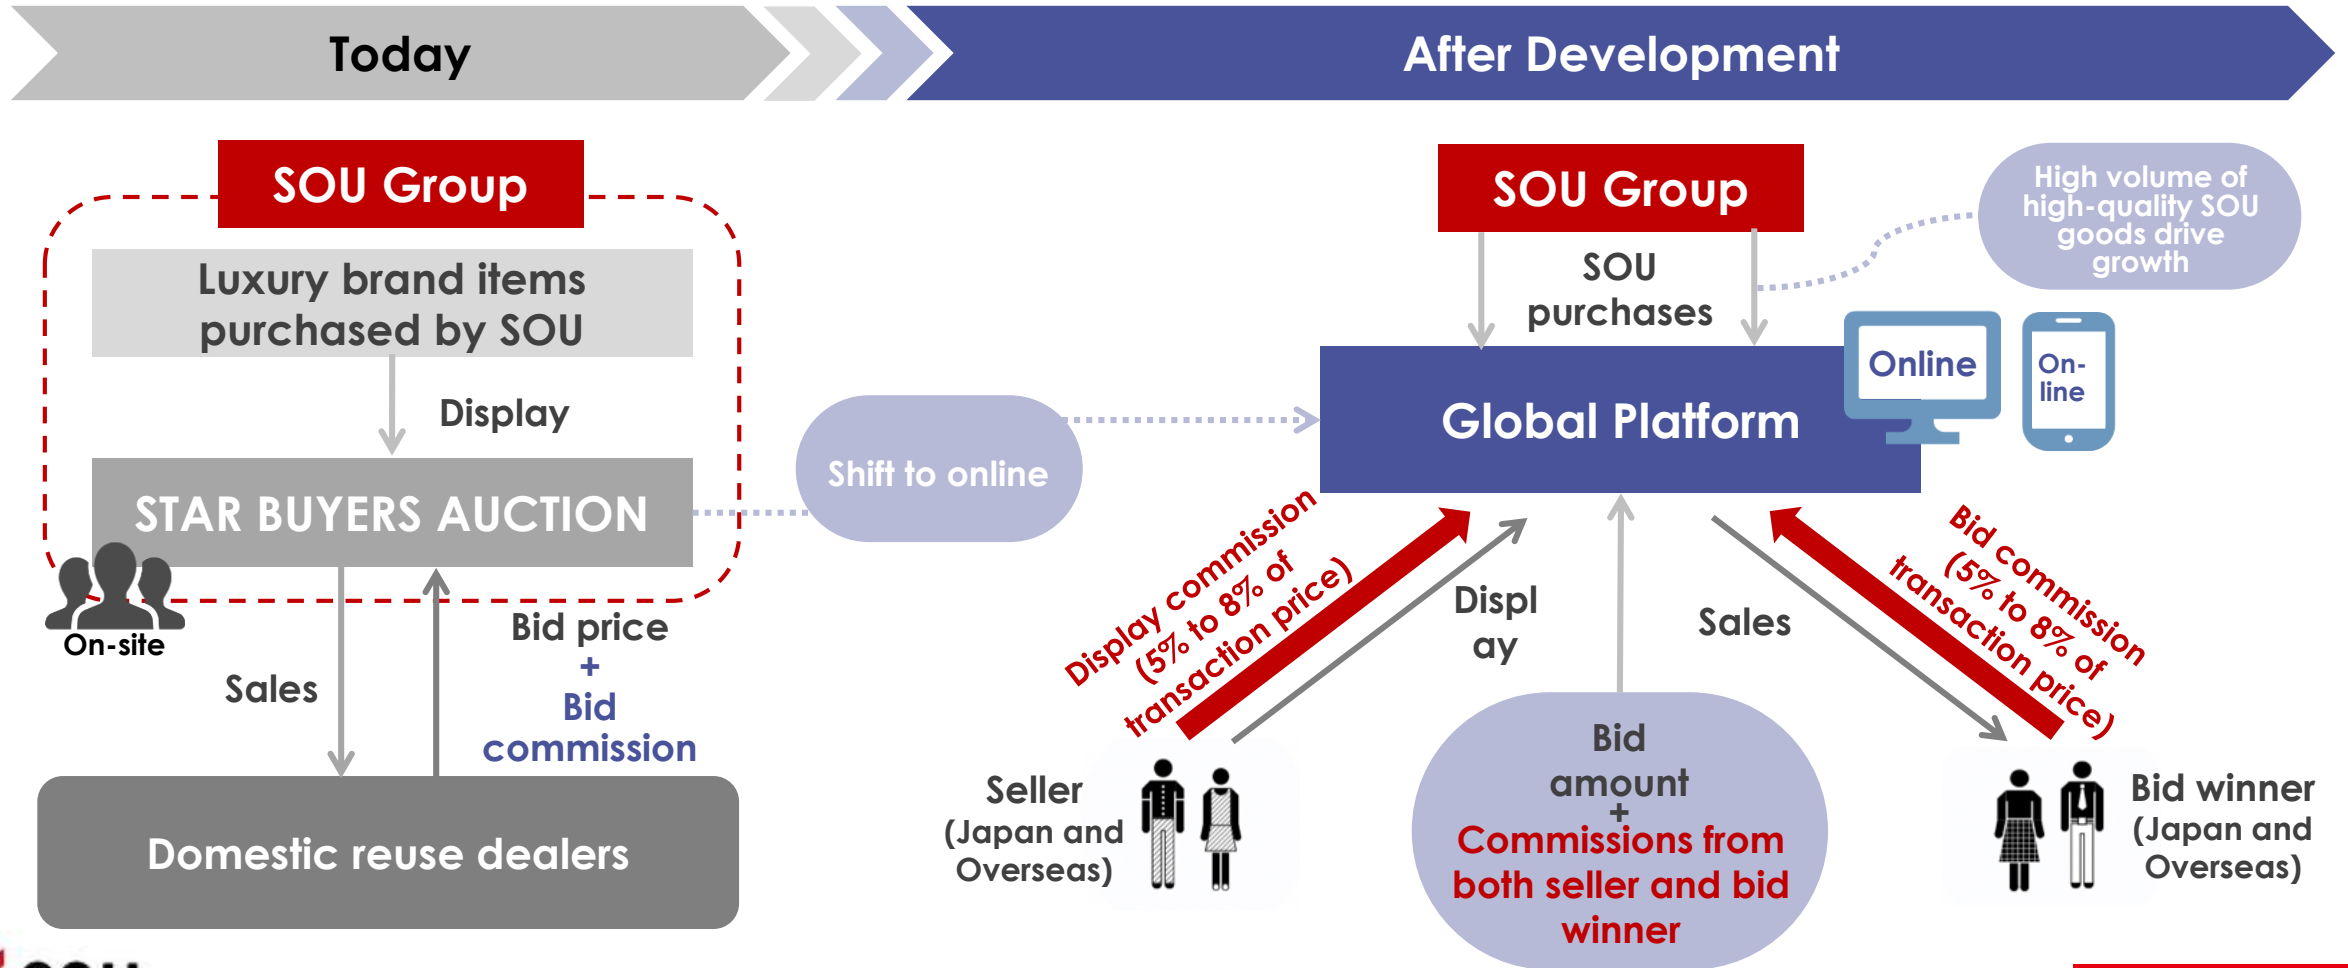 Today
After Development
SOU Group
Luxury brand items
purchased by SOU
Display
STAR BUYERS AUCTION
On-site
Sales
Bid price
+
Bid
commission
Domestic reuse dealers
Shift to online
SOU Group
SOU
purchases
High volume of
high-quality SOU
goods drive
growth
Global Platform
Online
On-
line
Display commission
(5% to 8% of
transaction price)
Displ
ay
Sales
Bid commission
(5% to 8% of
transaction price)
Seller
(Japan and
Overseas)
Bid
amount
+
Commissions from
both seller and bid
winner
Bid winner
(Japan and
Overseas)